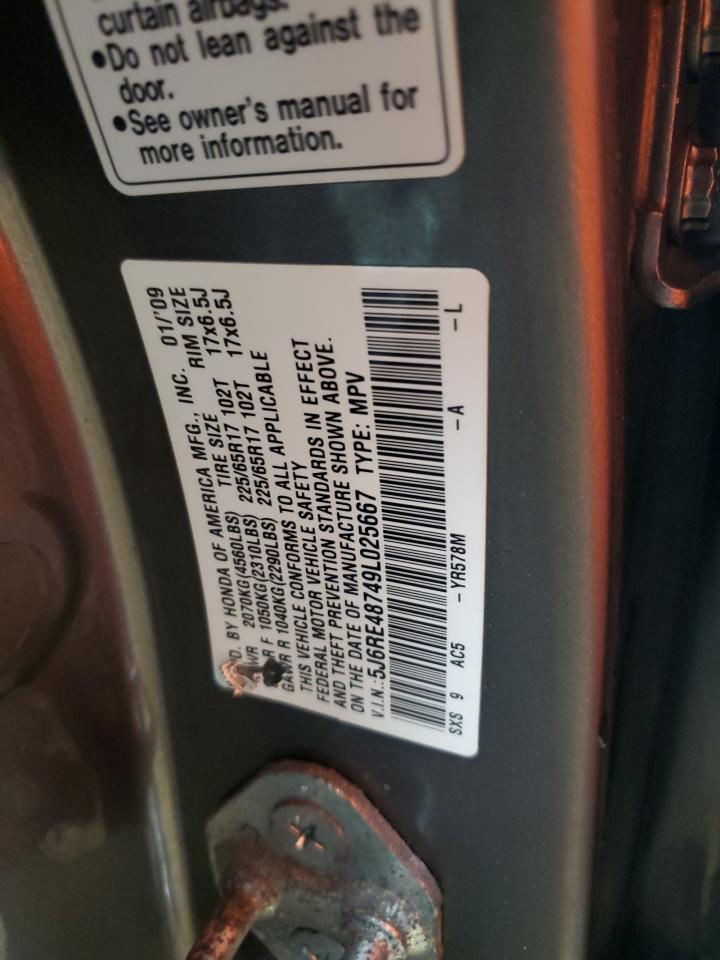 curtain airbags.
•Do not lean against the
door.
•See owner's manual for
more information.
D. BY HONDA OF AMERICA MFG., INC. 01/'09
WR 2070KG(4560LBS) TIRE SIZE RIM SIZE
R F 1050KG(2310LBS) 225/65R17 102T 17x6.5J
GAWR R 1040KG(2290LBS) 225/65R17 102T 17x6.5J
THIS VEHICLE CONFORMS TO ALL APPLICABLE
FEDERAL MOTOR VEHICLE SAFETY
AND THEFT PREVENTION STANDARDS IN EFFECT
ON THE DATE OF MANUFACTURE SHOWN ABOVE.
V.I.N.:5J6RE48749L025667 TYPE: MPV
SXS 9 AC5 -YR578M -A -L